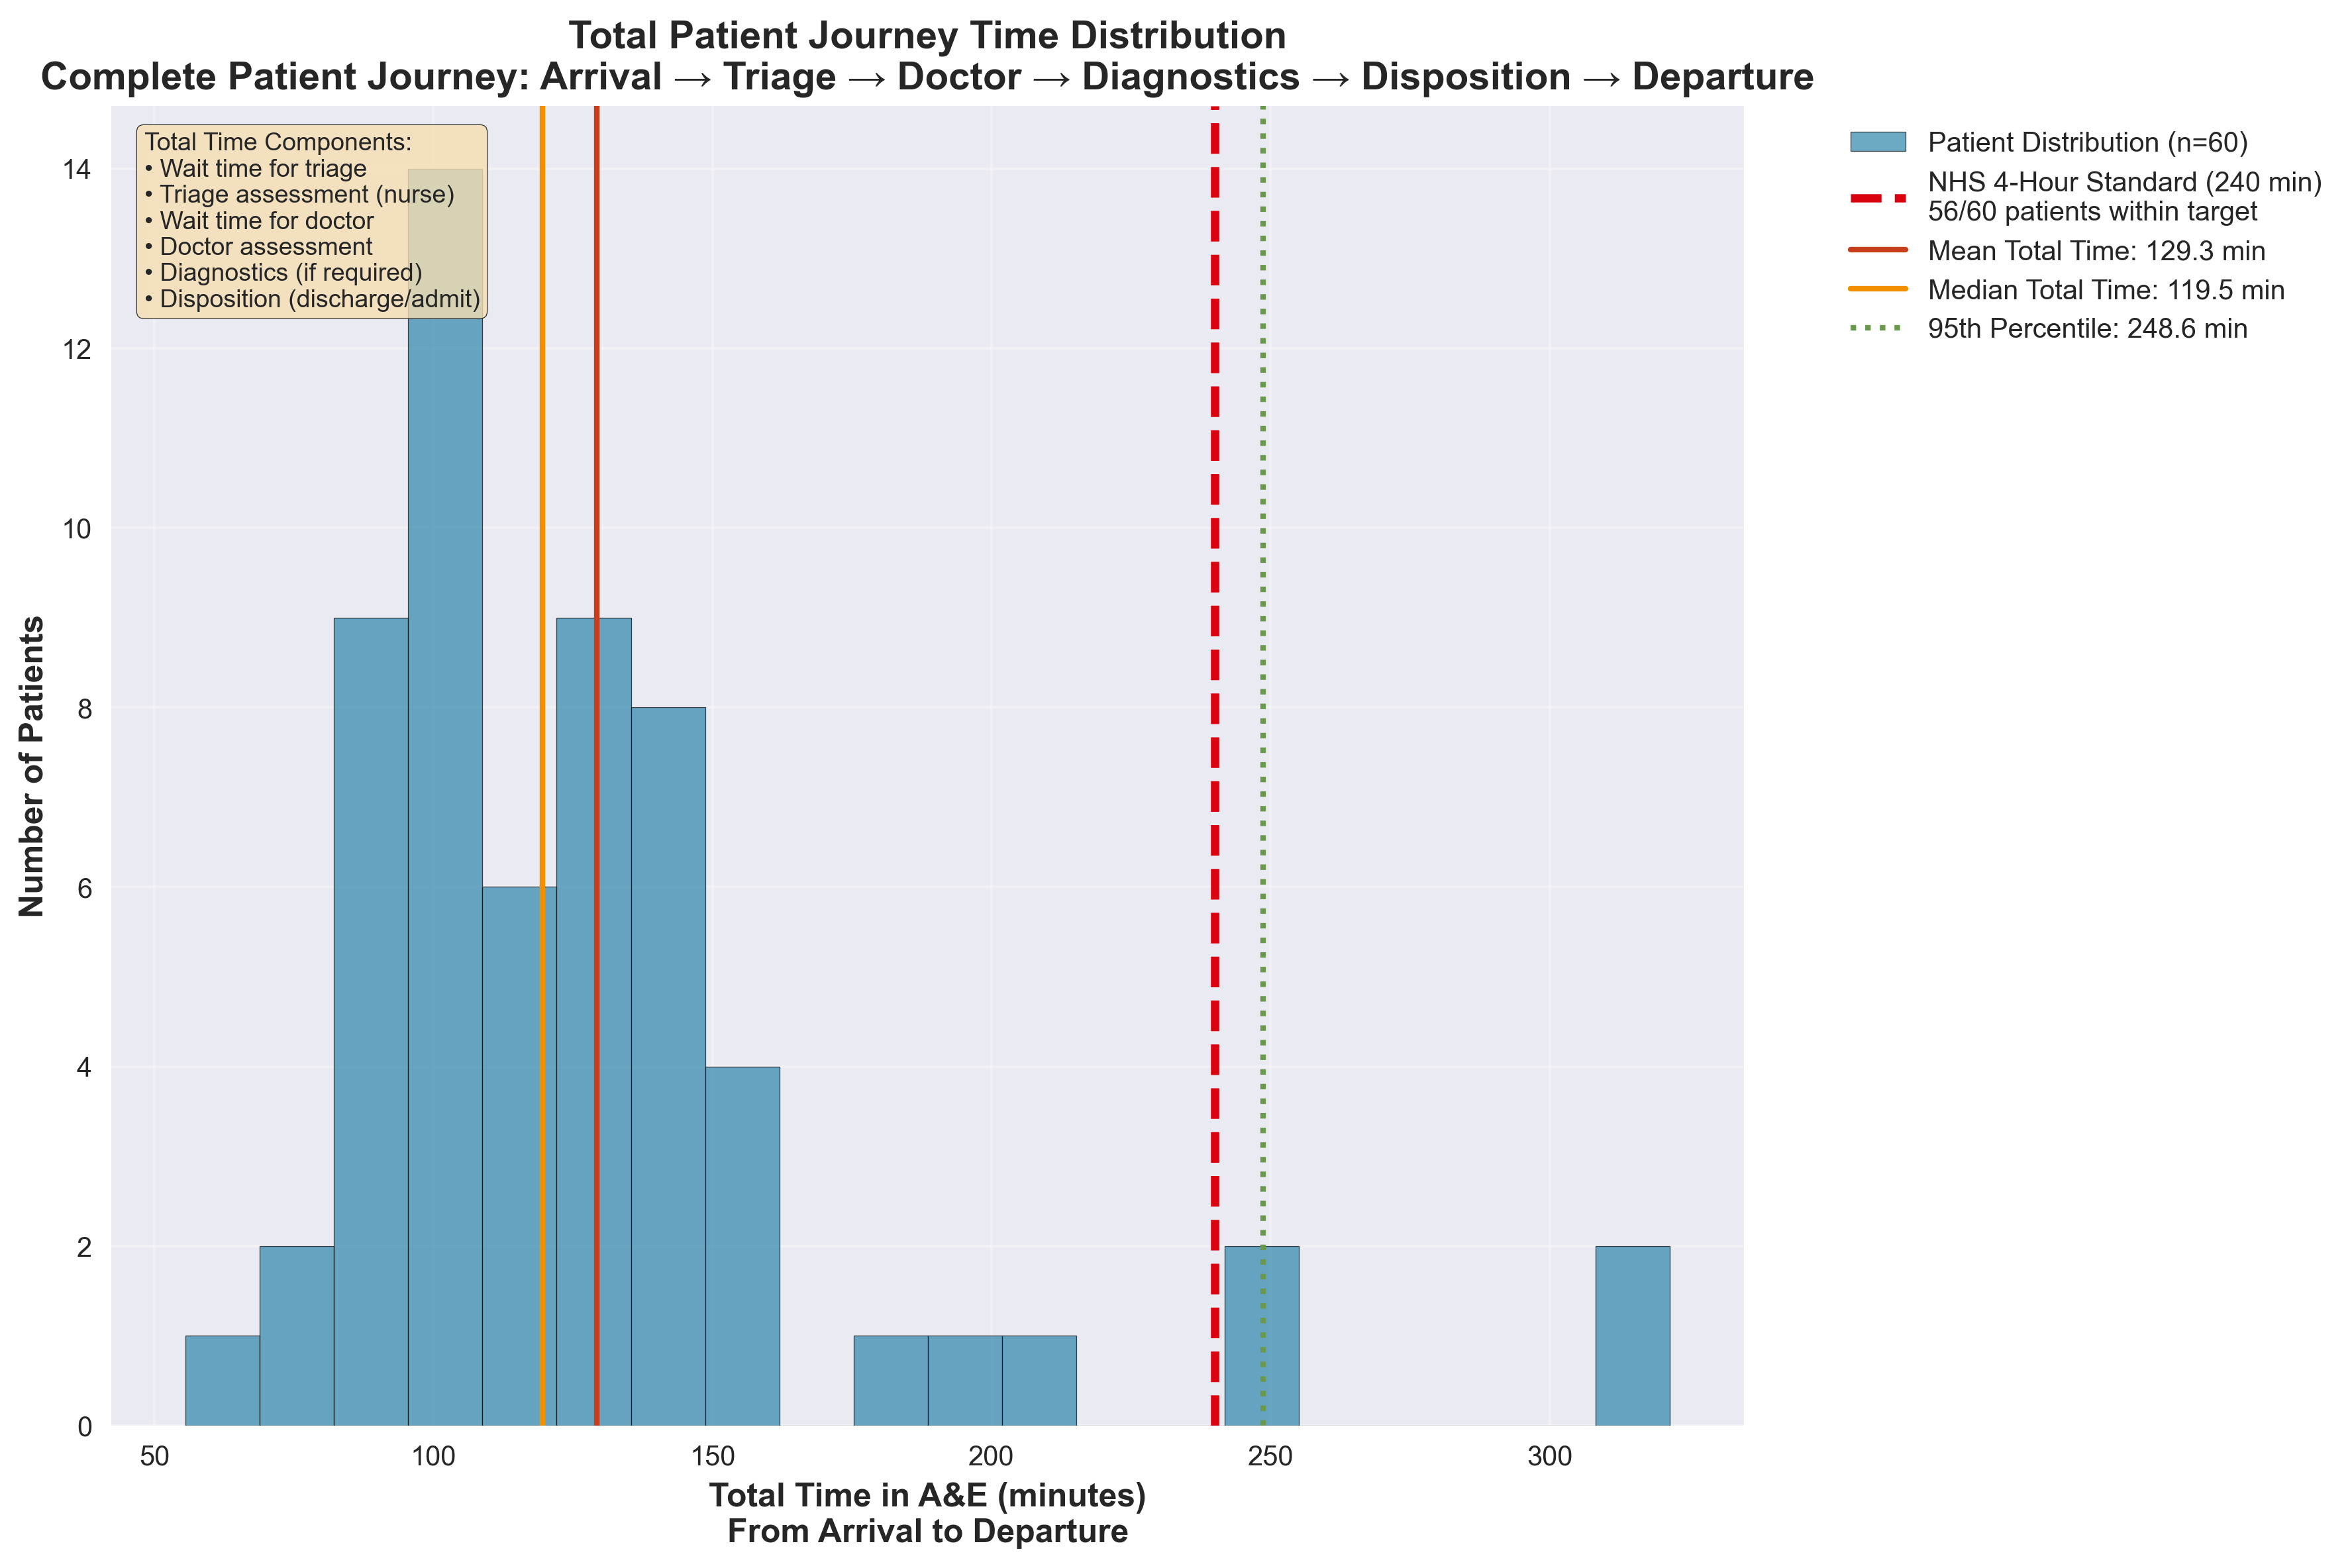 Total Patient Journey Time Distribution
Complete Patient Journey: Arrival → Triage → Doctor → Diagnostics → Disposition → Departure
Total Time Components:
• Wait time for triage
• Triage assessment (nurse)
• Wait time for doctor
• Doctor assessment
• Diagnostics (if required)
• Disposition (discharge/admit)
Patient Distribution (n=60)
NHS 4-Hour Standard (240 min)
56/60 patients within target
Mean Total Time: 129.3 min
Median Total Time: 119.5 min
95th Percentile: 248.6 min
Number of Patients
14
12
10
8
6
4
2
0
50 100 150 200 250 300
Total Time in A&E (minutes)
From Arrival to Departure